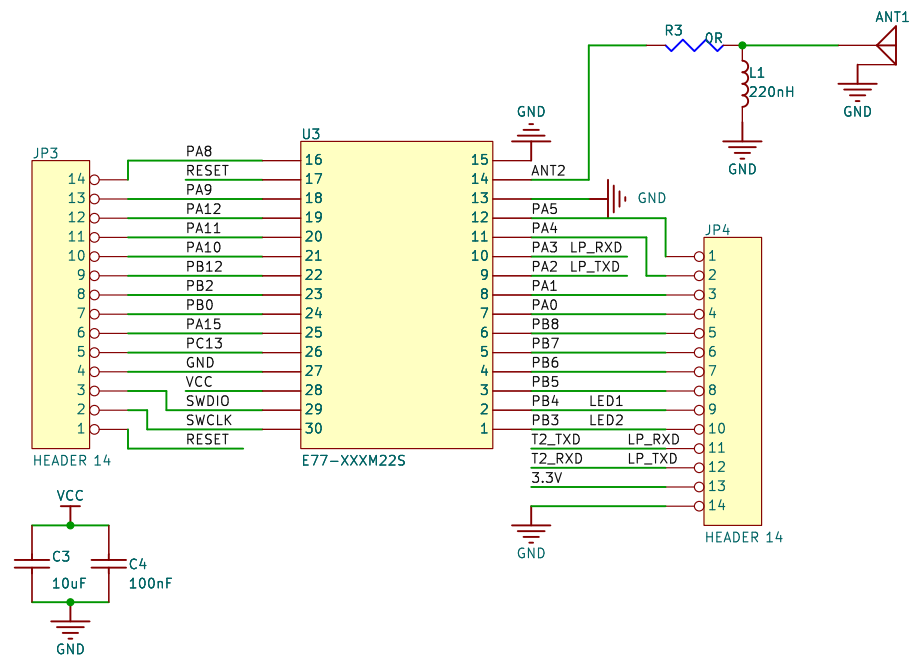 ANT1
R3 0R
L1
220nH
GND
GND
GND
U3
JP3
PA8 16 15
14 RESET 17 14 ANT2
13 PA9 18 13 GND
12 PA12 19 12 PA5
11 PA11 20 11 PA4
JP4
10 PA10 21 10 PA3 LP_RXD 1
9 PB12 22 9 PA2 LP_TXD 2
8 PB2 23 8 PA1 3
7 PB0 24 7 PA0 4
6 PA15 25 6 PB8 5
5 PC13 26 5 PB7 6
4 GND 27 4 PB6 7
3 VCC 28 3 PB5 8
2 SWDIO 29 2 PB4 LED1 9
1 SWCLK 30 1 PB3 LED2 10
RESET T2_TXD LP_RXD 11
HEADER 14 E77-XXXM22S T2_RXD LP_TXD 12
3.3V 13
14
VCC
HEADER 14
GND
C3
10uF
C4
100nF
GND